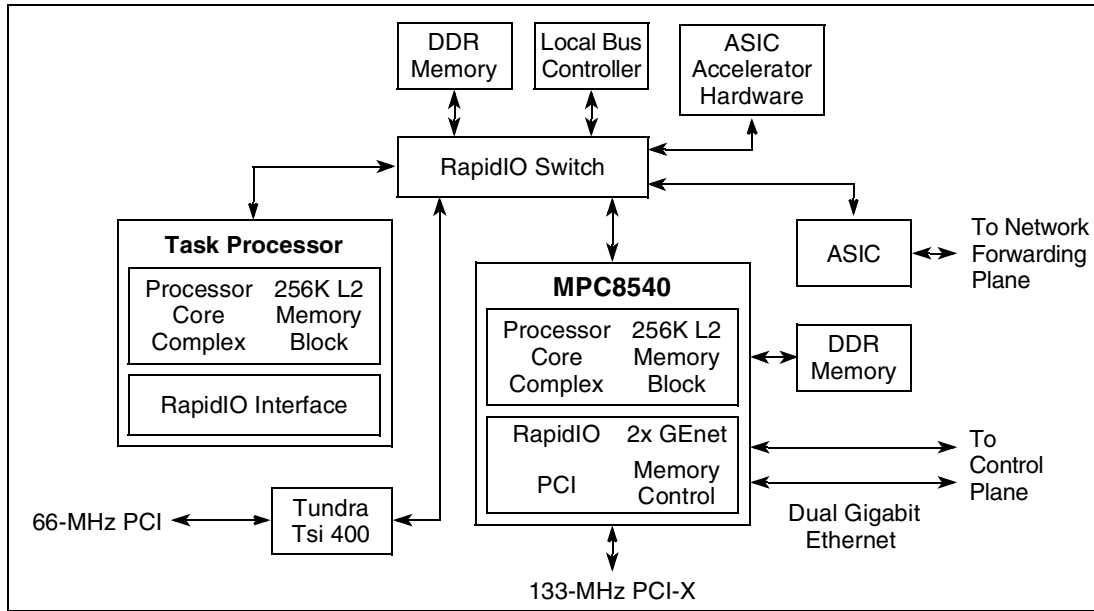 DDR
Memory
Local Bus
Controller
ASIC
Accelerator
Hardware
RapidIO Switch
Task Processor
Processor 256K L2
Core Memory
Complex Block
RapidIO Interface
ASIC
To Network
Forwarding
Plane
MPC8540
Processor 256K L2
Core Memory
Complex Block
DDR
Memory
RapidIO 2x GEnet
PCI Memory
Control
To
Control
Plane
Dual Gigabit
Ethernet
66-MHz PCI
Tundra
Tsi 400
133-MHz PCI-X